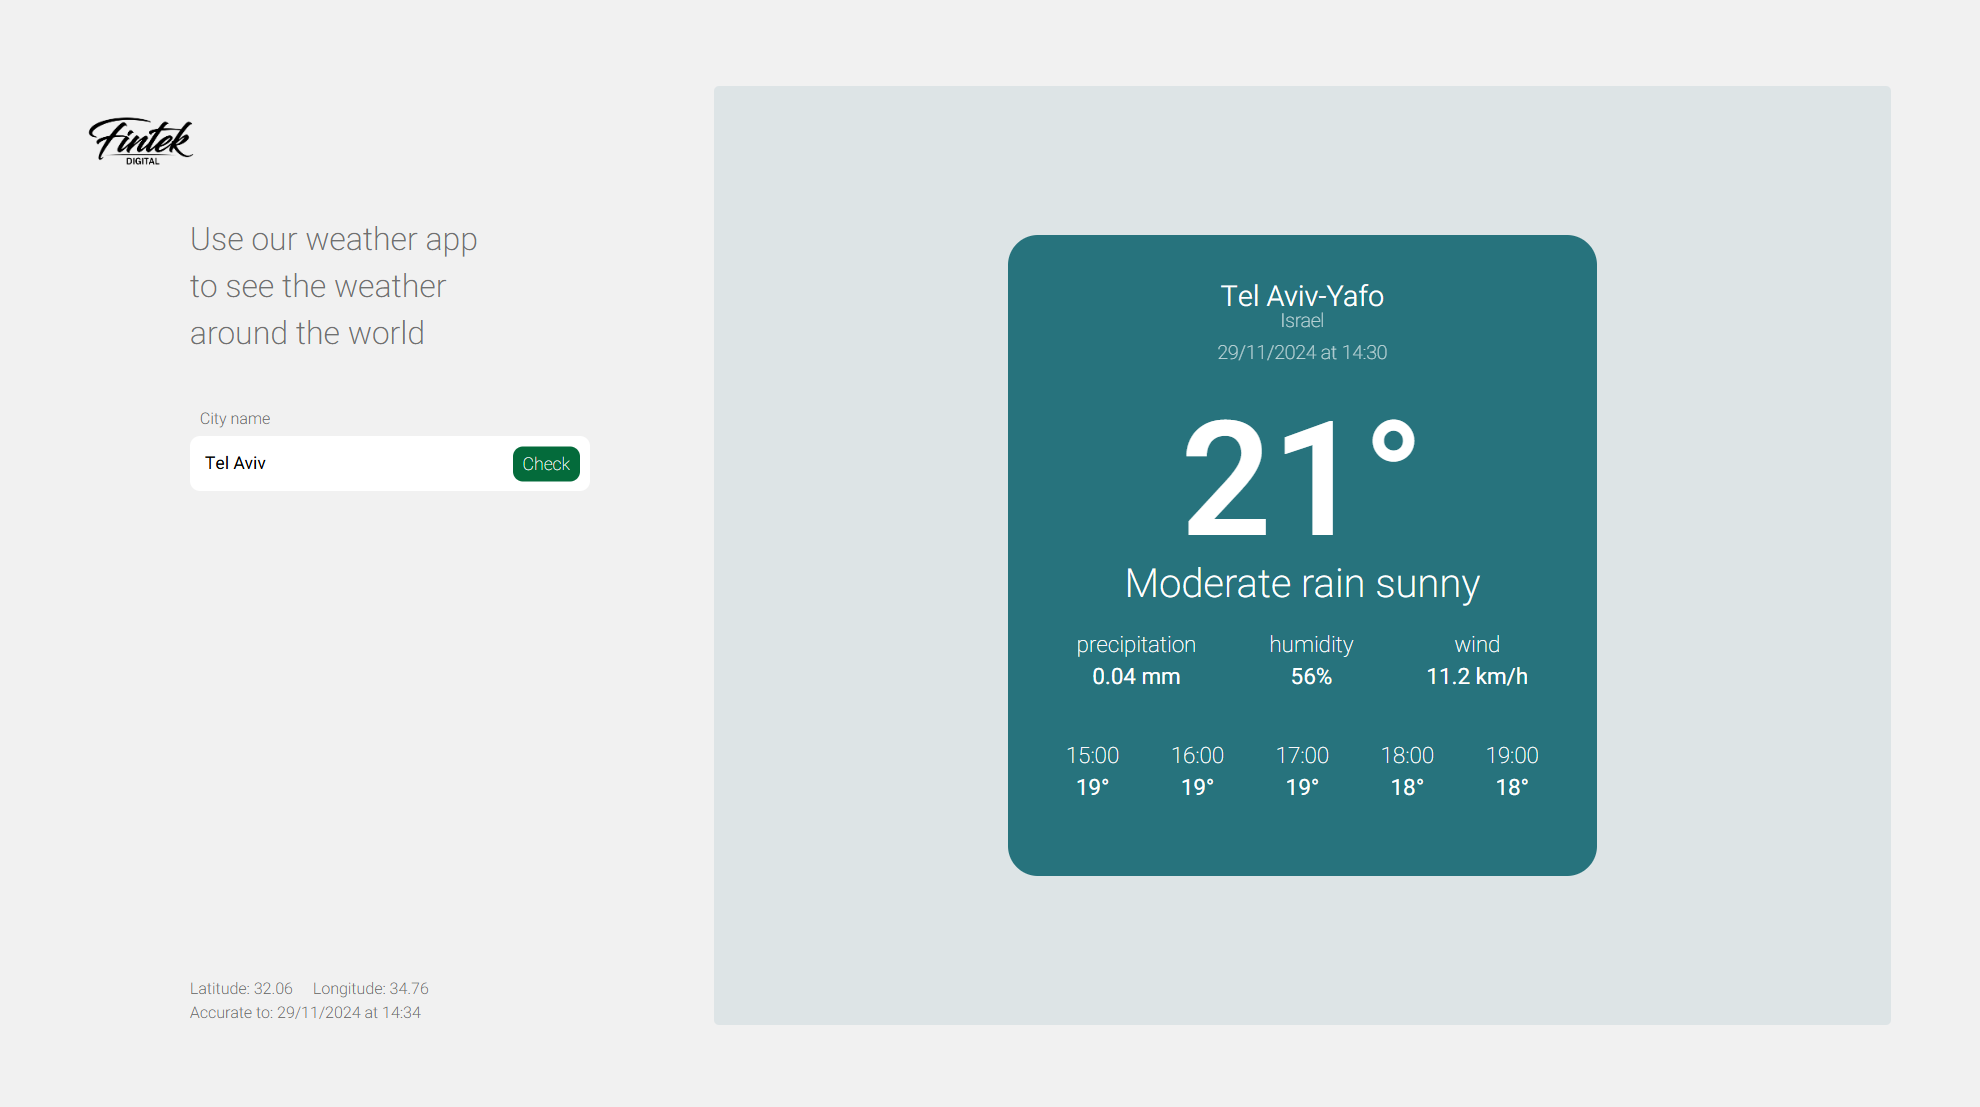 Fintek
DIGITAL
Use our weather app
to see the weather
around the world
City name
Tel Aviv
Check
Latitude: 32.06 Longitude: 34.76
Accurate to: 29/11/2024 at 14:34
Tel Aviv-Yafo
Israel
29/11/2024 at 14:30
21°
Moderate rain sunny
precipitation humidity wind
0.04 mm 56% 11.2 km/h
15:00 16:00 17:00 18:00 19:00
19° 19° 19° 18° 18°